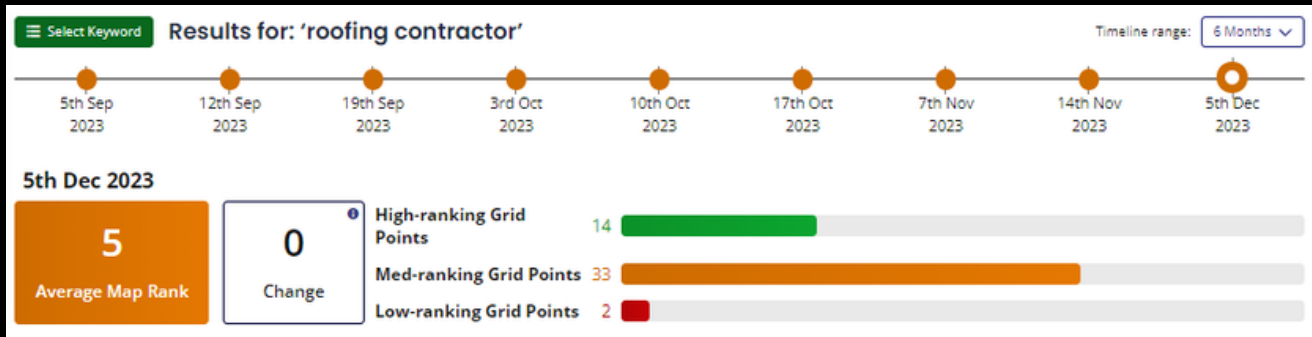 Select Keyword
Results for: 'roofing contractor'
Timeline range:
6 Months
5th Sep
2023
12th Sep
2023
19th Sep
2023
3rd Oct
2023
10th Oct
2023
17th Oct
2023
7th Nov
2023
14th Nov
2023
5th Dec
2023
5th Dec 2023
5
Average Map Rank
0
Change
High-ranking Grid
Points
14
Med-ranking Grid Points 33
Low-ranking Grid Points 2